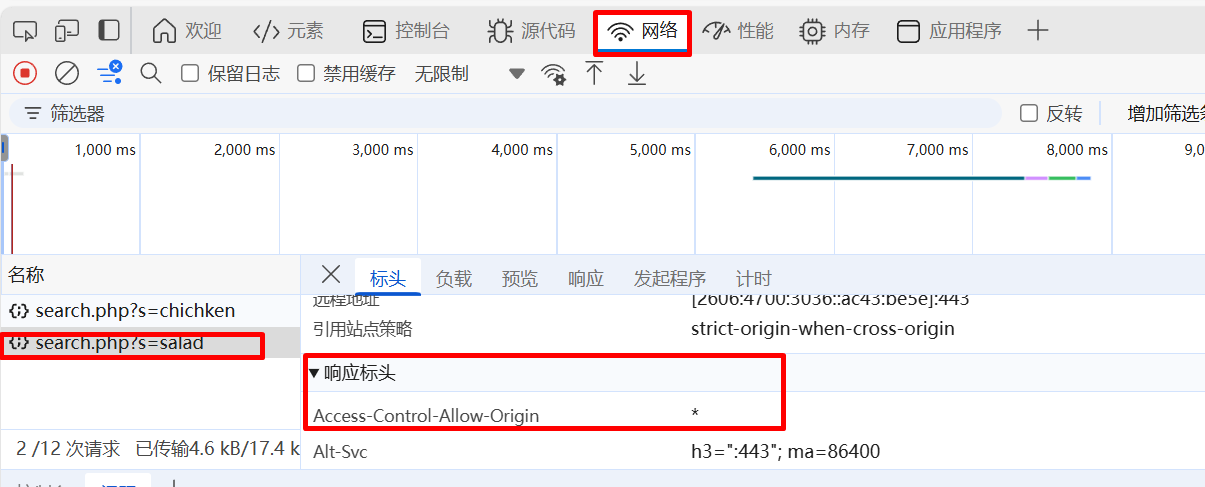 欢迎 元素 控制台 源代码 网络 性能 内存 应用程序
保留日志 禁用缓存 无限制
筛选器 反转 增加筛选
1,000 ms 2,000 ms 3,000 ms 4,000 ms 5,000 ms 6,000 ms 7,000 ms 8,000 ms 9,0
名称 标头 负载 预览 响应 发起程序 计时
远程地址 [2606:4700:3036::ac43:be5e]:443
search.php?s=chichken
引用站点策略 strict-origin-when-cross-origin
search.php?s=salad
响应标头
Access-Control-Allow-Origin *
2 /12 次请求 已传输4.6 kB/17.4 k
Alt-Svc h3=":443"; ma=86400